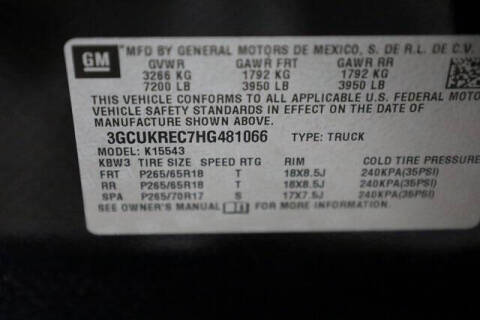 GM
MFD BY GENERAL MOTORS DE MEXICO, S. DE R.L. DE C.V.
GVWR GAWR FRT GAWR RR
3266 KG 1792 KG 1792 KG
7200 LB 3950 LB 3950 LB
THIS VEHICLE CONFORMS TO ALL APPLICABLE U.S. FEDERAL MOTOR
VEHICLE SAFETY STANDARDS IN EFFECT ON THE DATE OF
MANUFACTURE SHOWN ABOVE.
3GCUKREC7HG481066 TYPE: TRUCK
MODEL: K15543
KBW3 TIRE SIZE SPEED RTG RIM COLD TIRE PRESSURE
FRT P265/65R18 T 18X8.5J 240KPA(35PSI)
RR P265/65R18 T 18X8.5J 240KPA(35PSI)
SPA P265/70R17 S 17X7.5J 240KPA(35PSI)
SEE OWNER'S MANUAL FOR MORE INFORMATION.